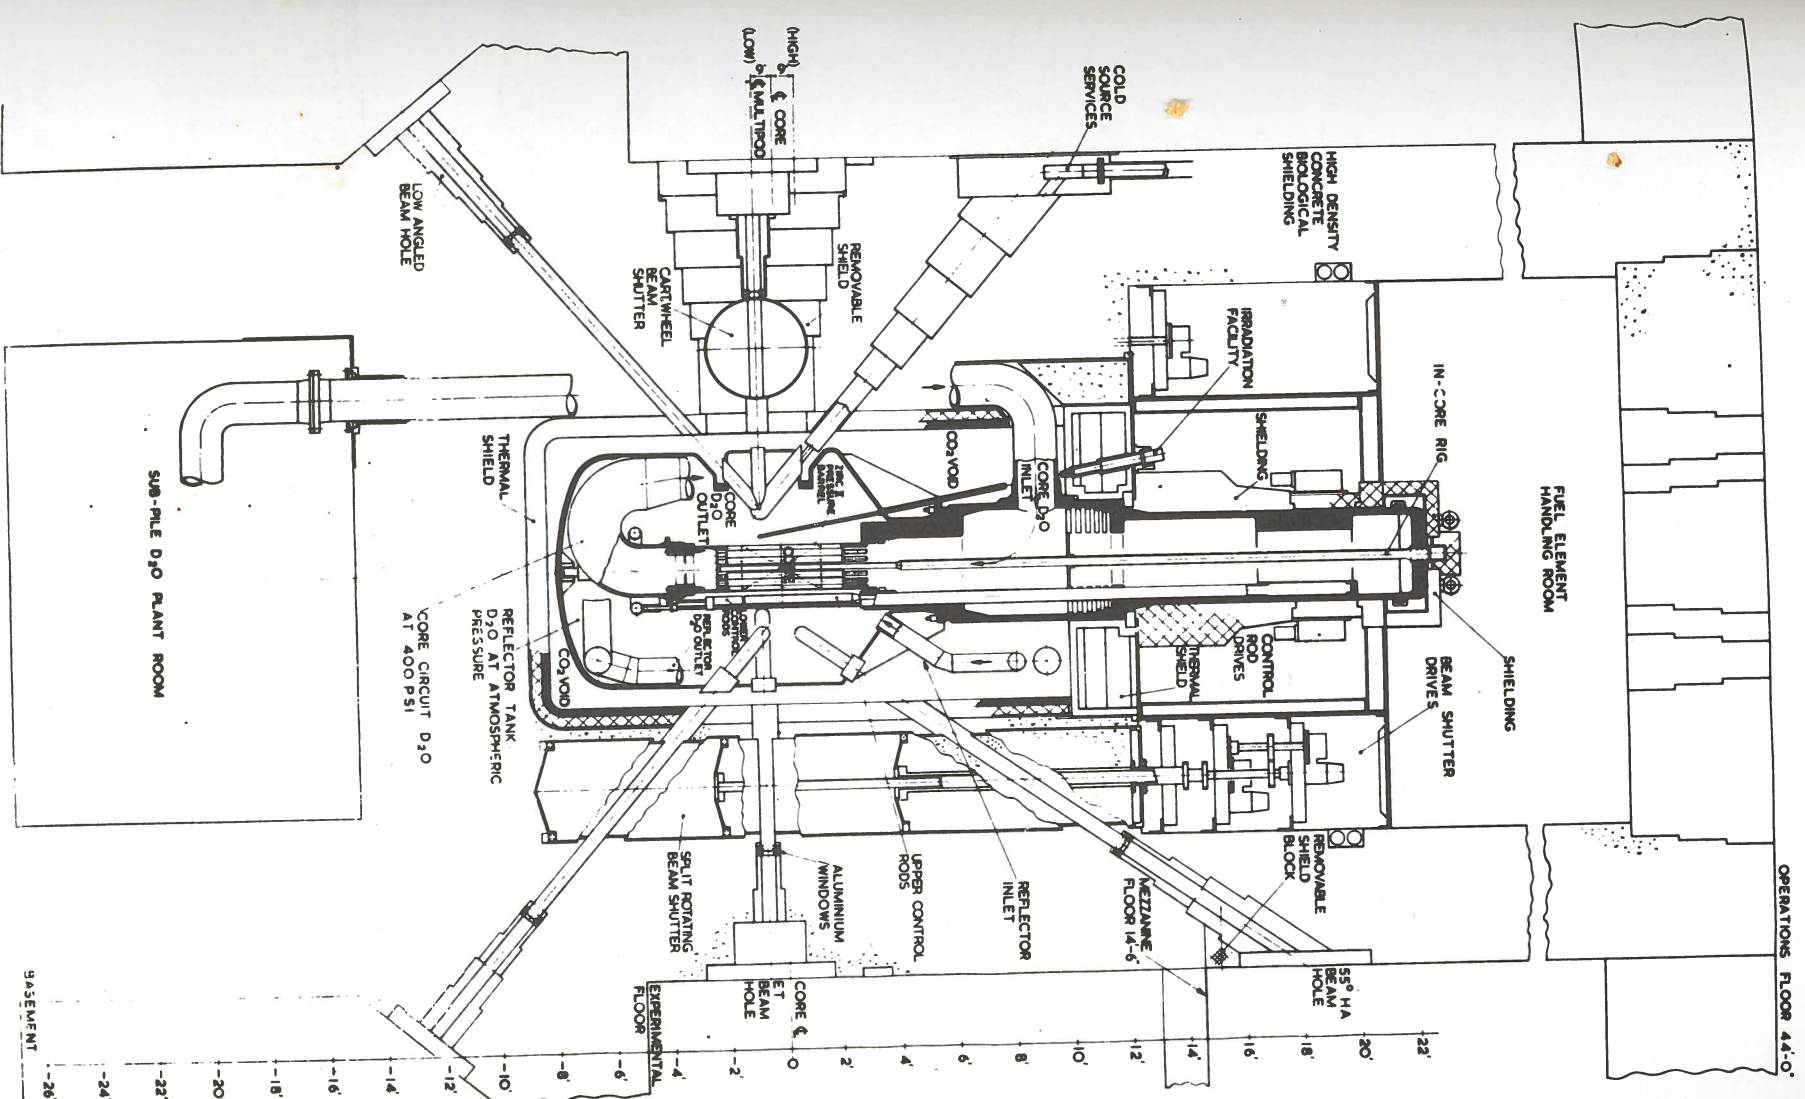 OPERATIONS FLOOR 44'-0"
FUEL ELEMENT
HANDLING ROOM
SHIELDING
IN-CORE RIG
BEAM SHUTTER
DRIVES
HIGH DENSITY
CONCRETE
BIOLOGICAL
SHIELDING
IRRADIATION
FACILITY
SHIELDING
CONTROL
ROD
DRIVES
THERMAL
SHIELD
REMOVABLE
SHIELD
BLOCK
55° HA
BEAM
HOLE
MEZZANINE
FLOOR 14'-6"
COLD
SOURCE
SERVICES
CORE D₂O
INLET
CO₂ VOID
REFLECTOR
INLET
UPPER CONTROL
RODS
REMOVABLE
SHIELD
ZIRC II
PRESSURE
BARREL
CORE
ALUMINIUM
WINDOWS
(HIGH)
(LOW)
℄ CORE
℄ MULTIPOD
CORE
D₂O
OUTLET
LOWER
CONTROL
RODS
REFLECTOR
D₂O OUTLET
CORE ℄
BEAM
HOLE
CARTWHEEL
BEAM
SHUTTER
SPLIT ROTATING
BEAM SHUTTER
EXPERIMENTAL
FLOOR
CO₂ VOID
THERMAL
SHIELD
REFLECTOR TANK
D₂O AT ATMOSPHERIC
PRESSURE
CORE CIRCUIT D₂O
AT 400 PSI
LOW ANGLED
BEAM HOLE
SUB-PILE D₂O PLANT ROOM
BASEMENT
22'
20'
16'
14'
12'
10'
8'
6'
4'
2'
0
-2'
-4'
-6'
-8'
-10'
-12'
-14'
-16'
-18'
-20'
-22'
-24'
-26'